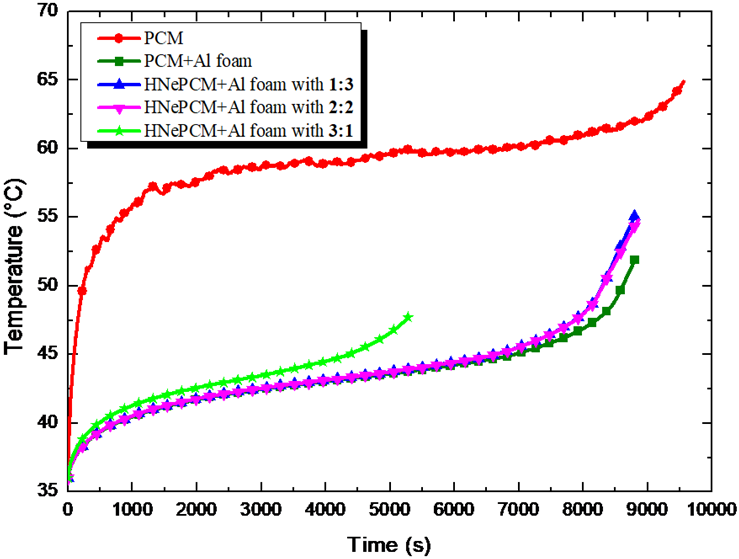 70
65
60
55
50
45
40
35
Temperature (°C)
PCM
PCM+Al foam
HNePCM+Al foam with 1:3
HNePCM+Al foam with 2:2
HNePCM+Al foam with 3:1
0 1000 2000 3000 4000 5000 6000 7000 8000 9000 10000
Time (s)